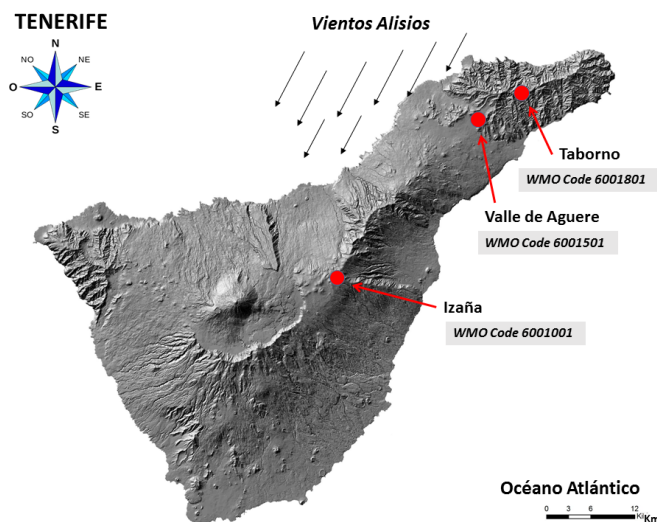 TENERIFE
Vientos Alisios
N
NO
NE
O
E
SO
SE
S
Taborno
WMO Code 6001801
Valle de Aguere
WMO Code 6001501
Izaña
WMO Code 6001001
Océano Atlántico
0 3 6 12
Km